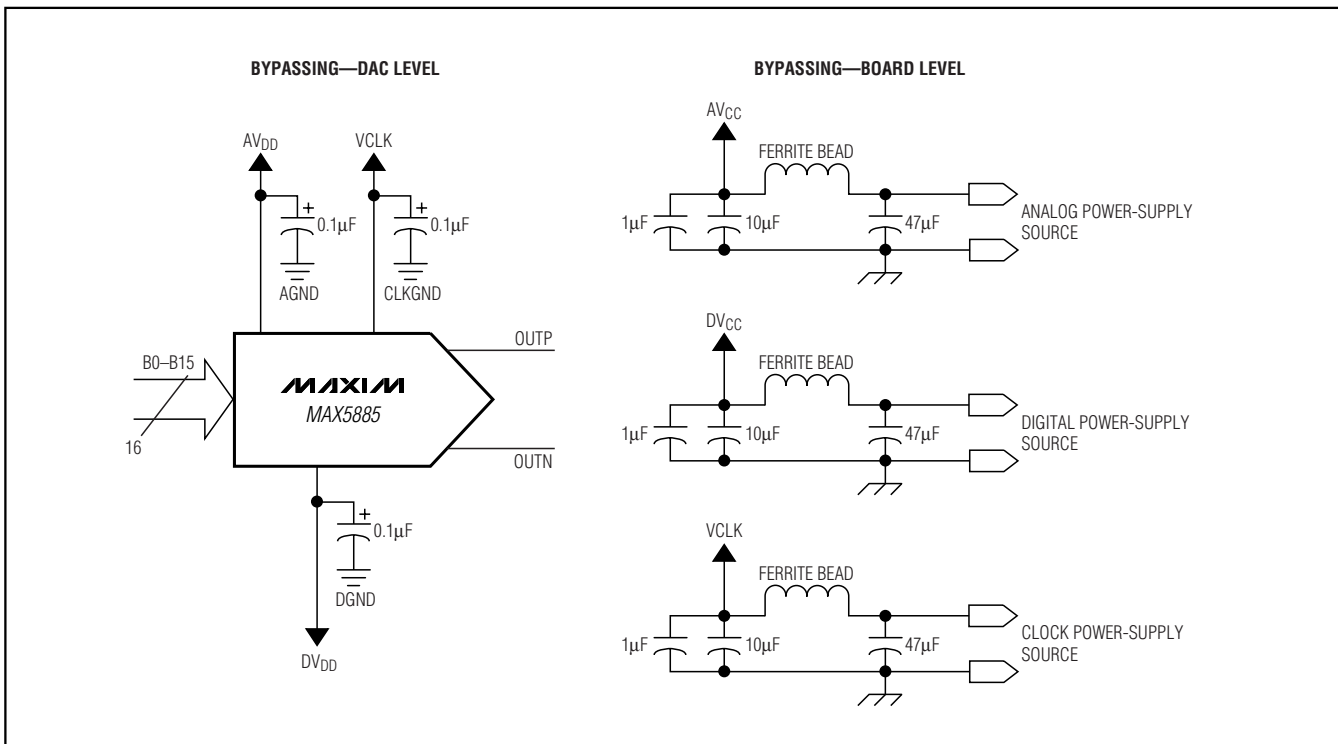 BYPASSING—DAC LEVEL
AVDD
VCLK
+
0.1µF
+
0.1µF
AGND
CLKGND
B0–B15
16
MAXIM
MAX5885
OUTP
OUTN
+
0.1µF
DGND
DVDD
BYPASSING—BOARD LEVEL
AVCC
FERRITE BEAD
1µF
10µF
47µF
ANALOG POWER-SUPPLY
SOURCE
DVCC
FERRITE BEAD
1µF
10µF
47µF
DIGITAL POWER-SUPPLY
SOURCE
VCLK
FERRITE BEAD
1µF
10µF
47µF
CLOCK POWER-SUPPLY
SOURCE